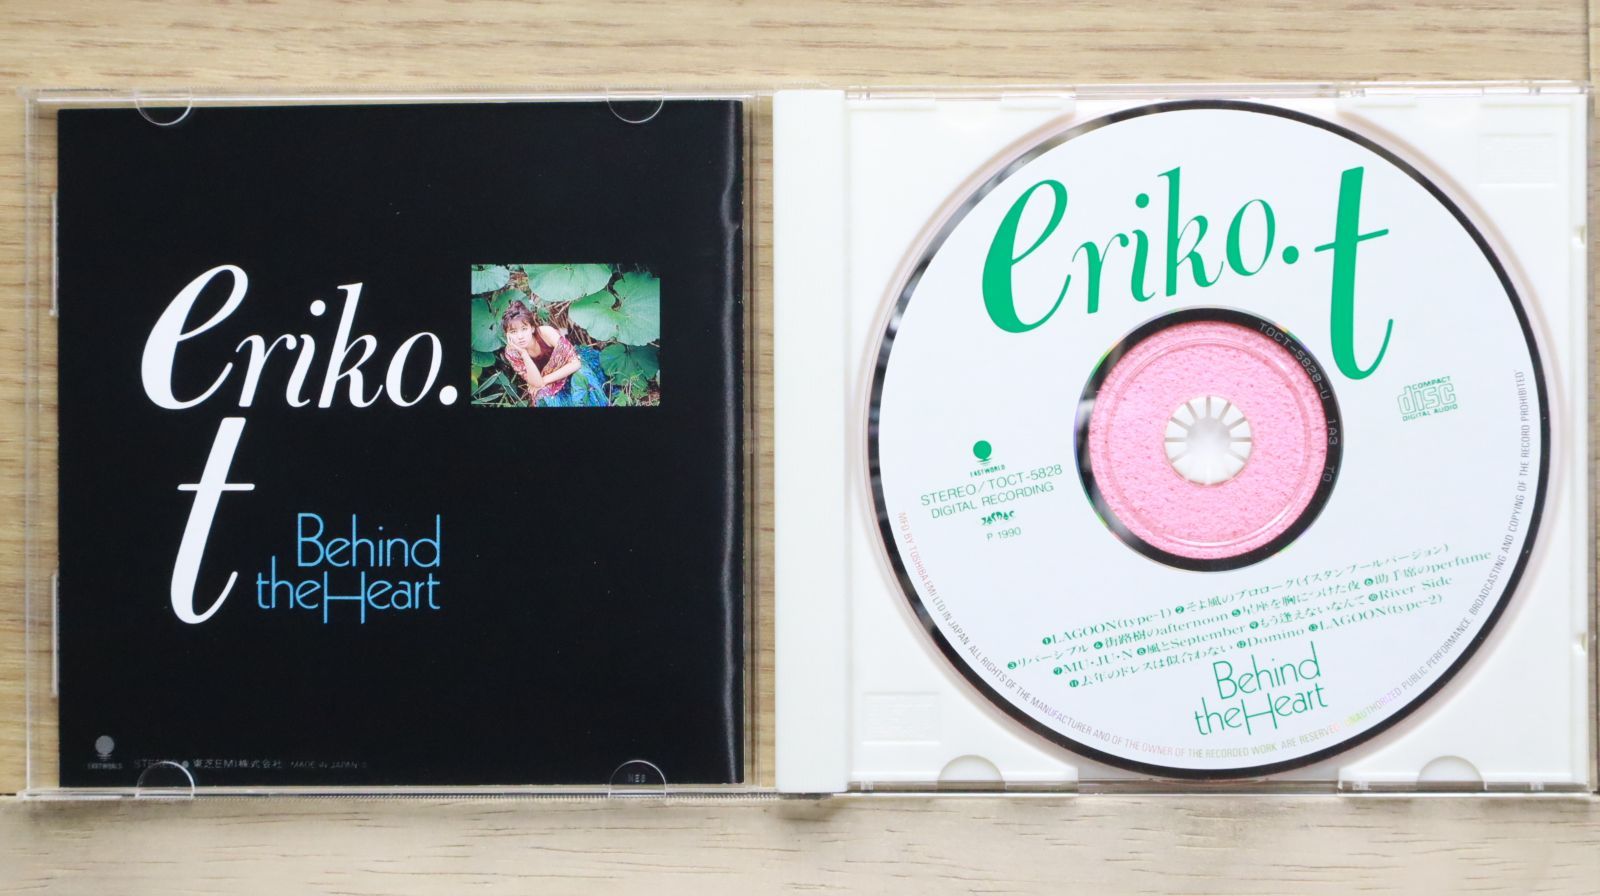 eriko.
t
Behind
theHeart
EASTWORLD
STEREO ● 東芝EMI株式会社 MADE IN JAPAN
eriko.t
COMPACT
disc
DIGITAL AUDIO
TOCT-5828-U 1A3 TO
EASTWORLD
STEREO/TOCT-5828
DIGITAL RECORDING
JASRAC
P 1990
❶LAGOON(type-1) ❷そよ風のプロローグ(イスタンブールバージョン)
❸リバーシブル ❹街路樹のafternoon ❺星座を胸につけた夜 ❻助手席のperfume
❼MU・JU・N ❽風とSeptember ❾もう逢えないなんて ❿River Side
⓫去年のドレスは似合わない ⓬Domino ⓭LAGOON(type-2)
Behind
theHeart
MFD BY TOSHIBA EMI LTD IN JAPAN. ALL RIGHTS OF THE MANUFACTURER AND OF THE OWNER OF THE RECORDED WORK ARE RESERVED. UNAUTHORIZED PUBLIC PERFORMANCE, BROADCASTING AND COPYING OF THE RECORD PROHIBITED